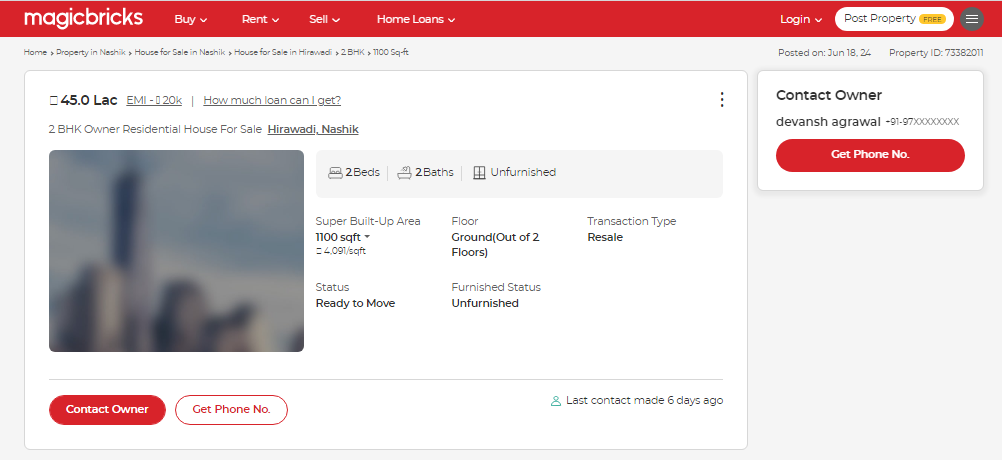 magicbricks Buy Rent Sell Home Loans Login Post Property FREE
Home > Property in Nashik > House for Sale in Nashik > House for Sale in Hirawadi > 2 BHK > 1100 Sq-ft Posted on: Jun 18, 24 Property ID: 73382011
45.0 Lac EMI - 20k | How much loan can I get?
2 BHK Owner Residential House For Sale Hirawadi, Nashik
2 Beds 2 Baths Unfurnished
Super Built-Up Area
1100 sqft
4,091/sqft
Floor
Ground(Out of 2
Floors)
Transaction Type
Resale
Status
Ready to Move
Furnished Status
Unfurnished
Contact Owner Get Phone No. Last contact made 6 days ago
Contact Owner
devansh agrawal +91-97XXXXXXXX
Get Phone No.